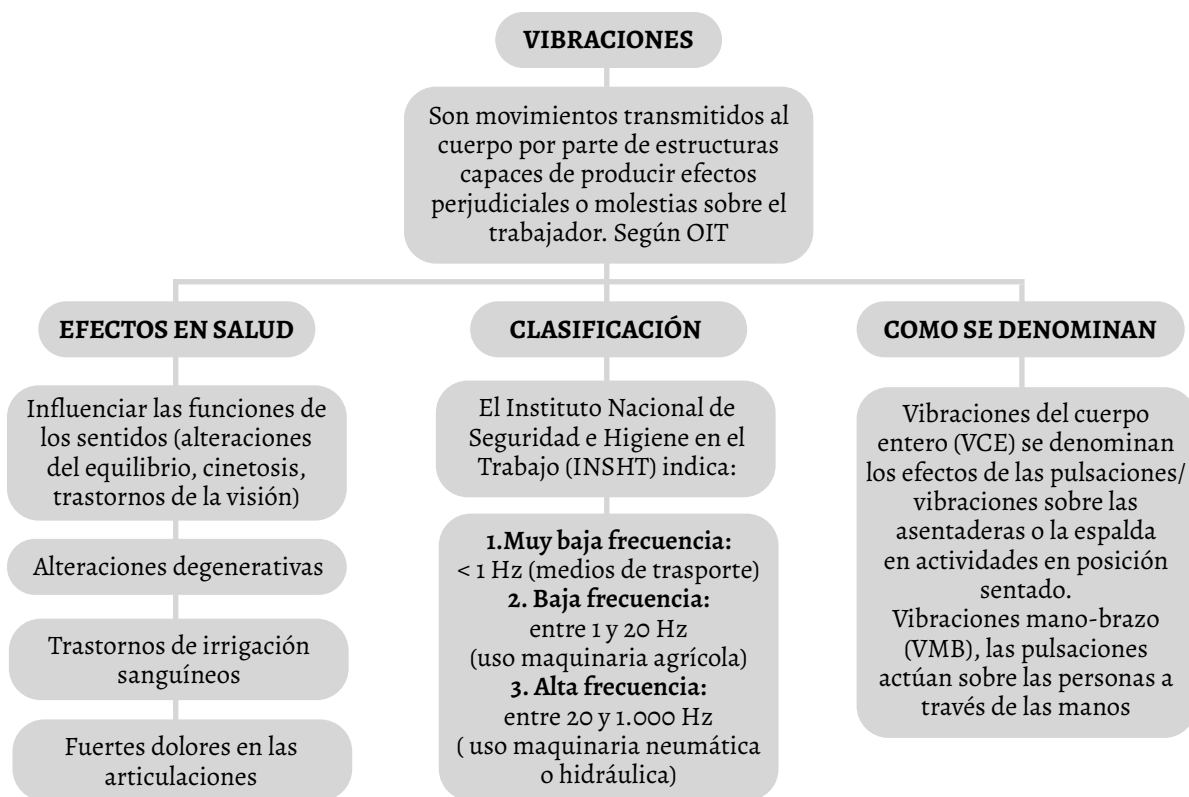 VIBRACIONES
Son movimientos transmitidos al
cuerpo por parte de estructuras
capaces de producir efectos
perjudiciales o molestias sobre el
trabajador. Según OIT
EFECTOS EN SALUD
Influenciar las funciones de
los sentidos (alteraciones
del equilibrio, cinetosis,
trastornos de la visión)
Alteraciones degenerativas
Trastornos de irrigación
sanguíneos
Fuertes dolores en las
articulaciones
CLASIFICACIÓN
El Instituto Nacional de
Seguridad e Higiene en el
Trabajo (INSHT) indica:
1.Muy baja frecuencia:
< 1 Hz (medios de trasporte)
2. Baja frecuencia:
entre 1 y 20 Hz
(uso maquinaria agrícola)
3. Alta frecuencia:
entre 20 y 1.000 Hz
( uso maquinaria neumática
o hidráulica)
COMO SE DENOMINAN
Vibraciones del cuerpo
entero (VCE) se denominan
los efectos de las pulsaciones/
vibraciones sobre las
asentaderas o la espalda
en actividades en posición
sentado.
Vibraciones mano-brazo
(VMB), las pulsaciones
actúan sobre las personas a
través de las manos